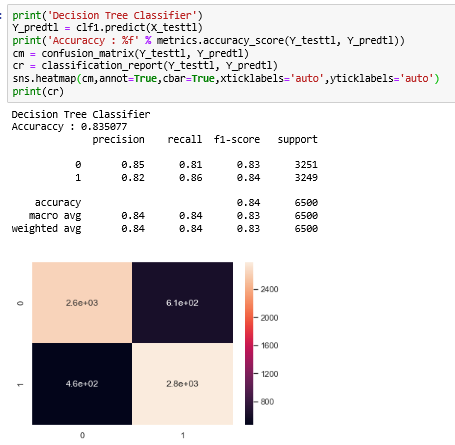 print('Decision Tree Classifier')
Y_predtl = clf1.predict(X_testtl)
print('Accuraccy : %f' % metrics.accuracy_score(Y_testtl, Y_predtl))
cm = confusion_matrix(Y_testtl, Y_predtl)
cr = classification_report(Y_testtl, Y_predtl)
sns.heatmap(cm,annot=True,cbar=True,xticklabels='auto',yticklabels='auto')
print(cr)
Decision Tree Classifier
Accuraccy : 0.835077
precision recall f1-score support
0 0.85 0.81 0.83 3251
1 0.82 0.86 0.84 3249
accuracy 0.84 6500
macro avg 0.84 0.84 0.83 6500
weighted avg 0.84 0.84 0.83 6500
0 2.6e+03 6.1e+02
1 4.6e+02 2.8e+03
0 1
2400
2000
1600
1200
800